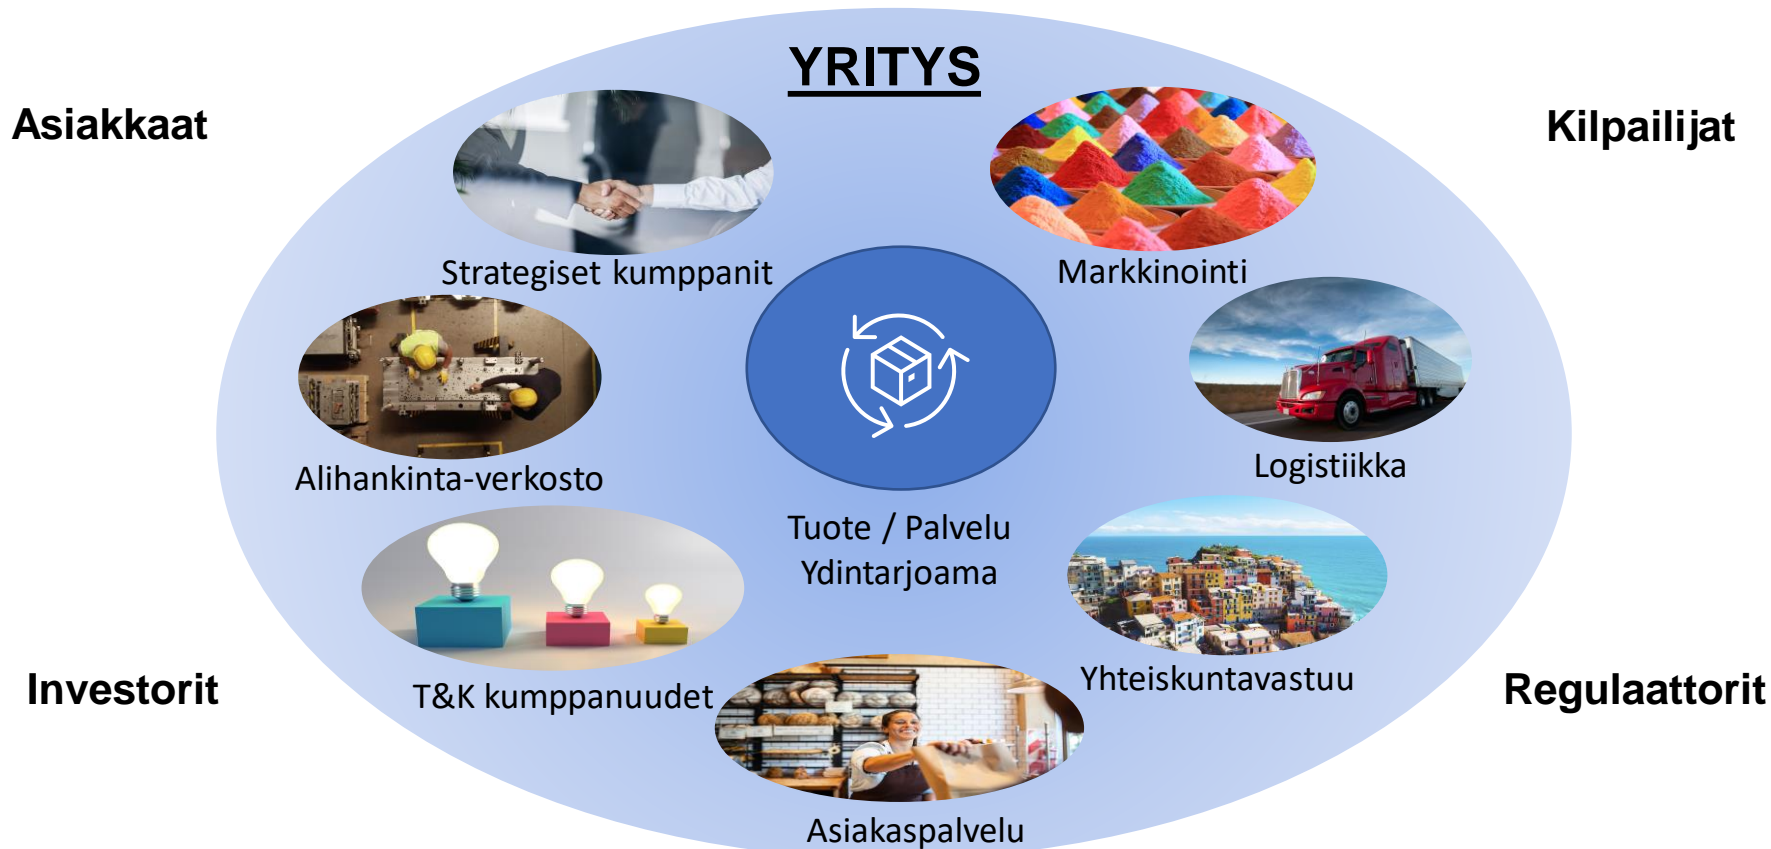 YRITYS
Asiakkaat
Kilpailijat
Strategiset kumppanit
Markkinointi
Alihankinta-verkosto
Logistiikka
Tuote / Palvelu
Ydintarjoama
T&K kumppanuudet
Yhteiskuntavastuu
Investorit
Regulaattorit
Asiakaspalvelu